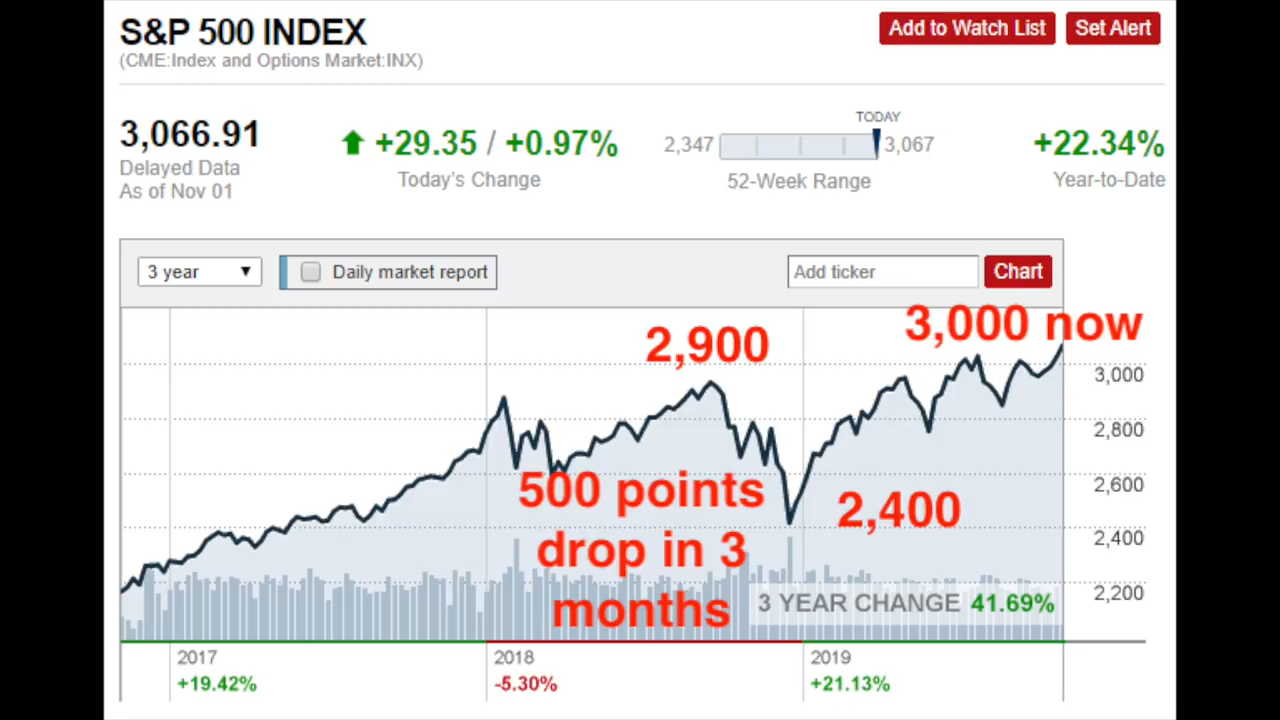 S&P 500 INDEX
Add to Watch List
Set Alert
(CME:Index and Options Market:INX)
TODAY
3,066.91
+29.35 / +0.97%
2,347
3,067
+22.34%
Delayed Data
Today's Change
52-Week Range
Year-to-Date
As of Nov 01
3 year ▼
Daily market report
Add ticker
Chart
3,000 now
2,900
3,000
2,800
500 points
drop in 3
months
2,400
2,600
2,400
2,200
3 YEAR CHANGE 41.69%
2017
2018
2019
+19.42%
-5.30%
+21.13%